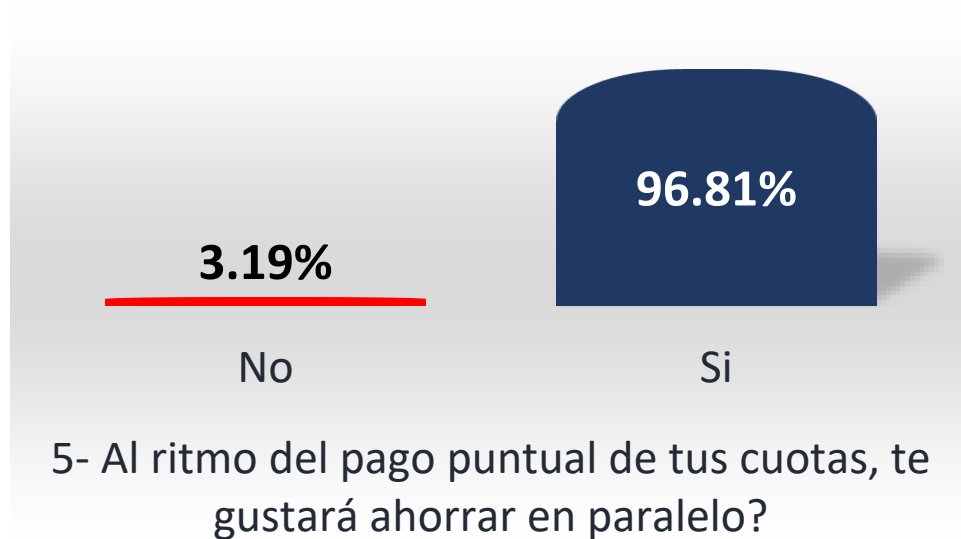 96.81%
3.19%
No
Si
5- Al ritmo del pago puntual de tus cuotas, te
gustará ahorrar en paralelo?